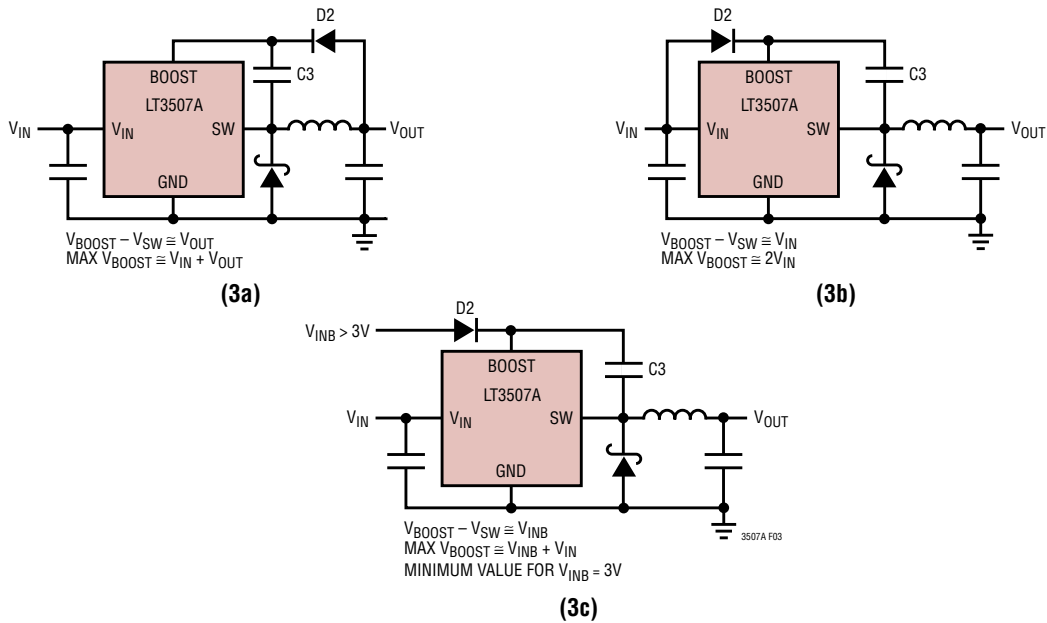 D2
BOOST
C3
LT3507A
V_IN
V_IN
SW
V_OUT
GND
V_BOOST – V_SW ≅ V_OUT
MAX V_BOOST ≅ V_IN + V_OUT
(3a)
D2
BOOST
C3
LT3507A
V_IN
V_IN
SW
V_OUT
GND
V_BOOST – V_SW ≅ V_IN
MAX V_BOOST ≅ 2V_IN
(3b)
D2
V_INB > 3V
BOOST
C3
LT3507A
V_IN
V_IN
SW
V_OUT
GND
3507A F03
V_BOOST – V_SW ≅ V_INB
MAX V_BOOST ≅ V_INB + V_IN
MINIMUM VALUE FOR V_INB = 3V
(3c)